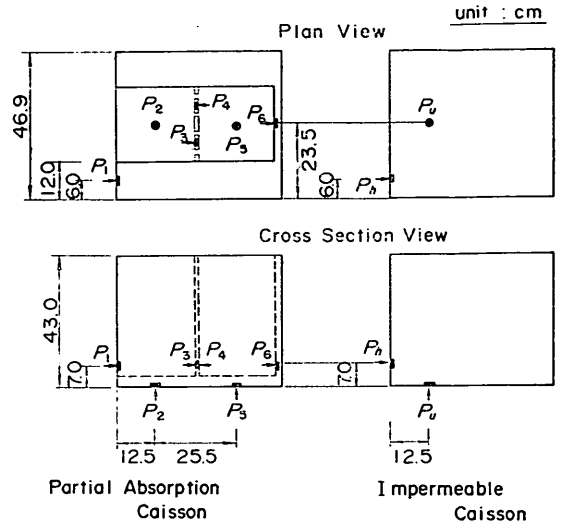 unit : cm
Plan View
46.9
12.0
6.0
P1
P2
P3
P4
P5
P6
23.5
6.0
Ph
Pu
Cross Section View
43.0
7.0
P1
P3
P4
P6
7.0
Ph
P2
P5
Pu
12.5 25.5
12.5
Partial Absorption
Caisson
Impermeable
Caisson